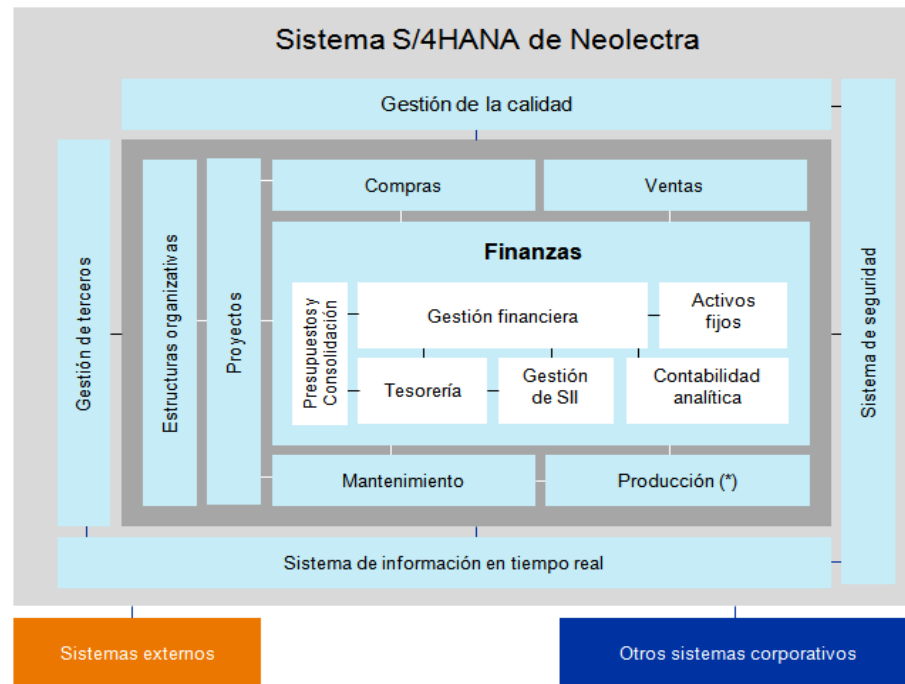 Sistema S/4HANA de Neolectra
Gestión de la calidad
Gestión de terceros
Estructuras organizativas
Proyectos
Compras
Ventas
Finanzas
Presupuestos y
Consolidación
Gestión financiera
Activos
fijos
Tesorería
Gestión
de SII
Contabilidad
analítica
Mantenimiento
Producción (*)
Sistema de seguridad
Sistema de información en tiempo real
Sistemas externos
Otros sistemas corporativos